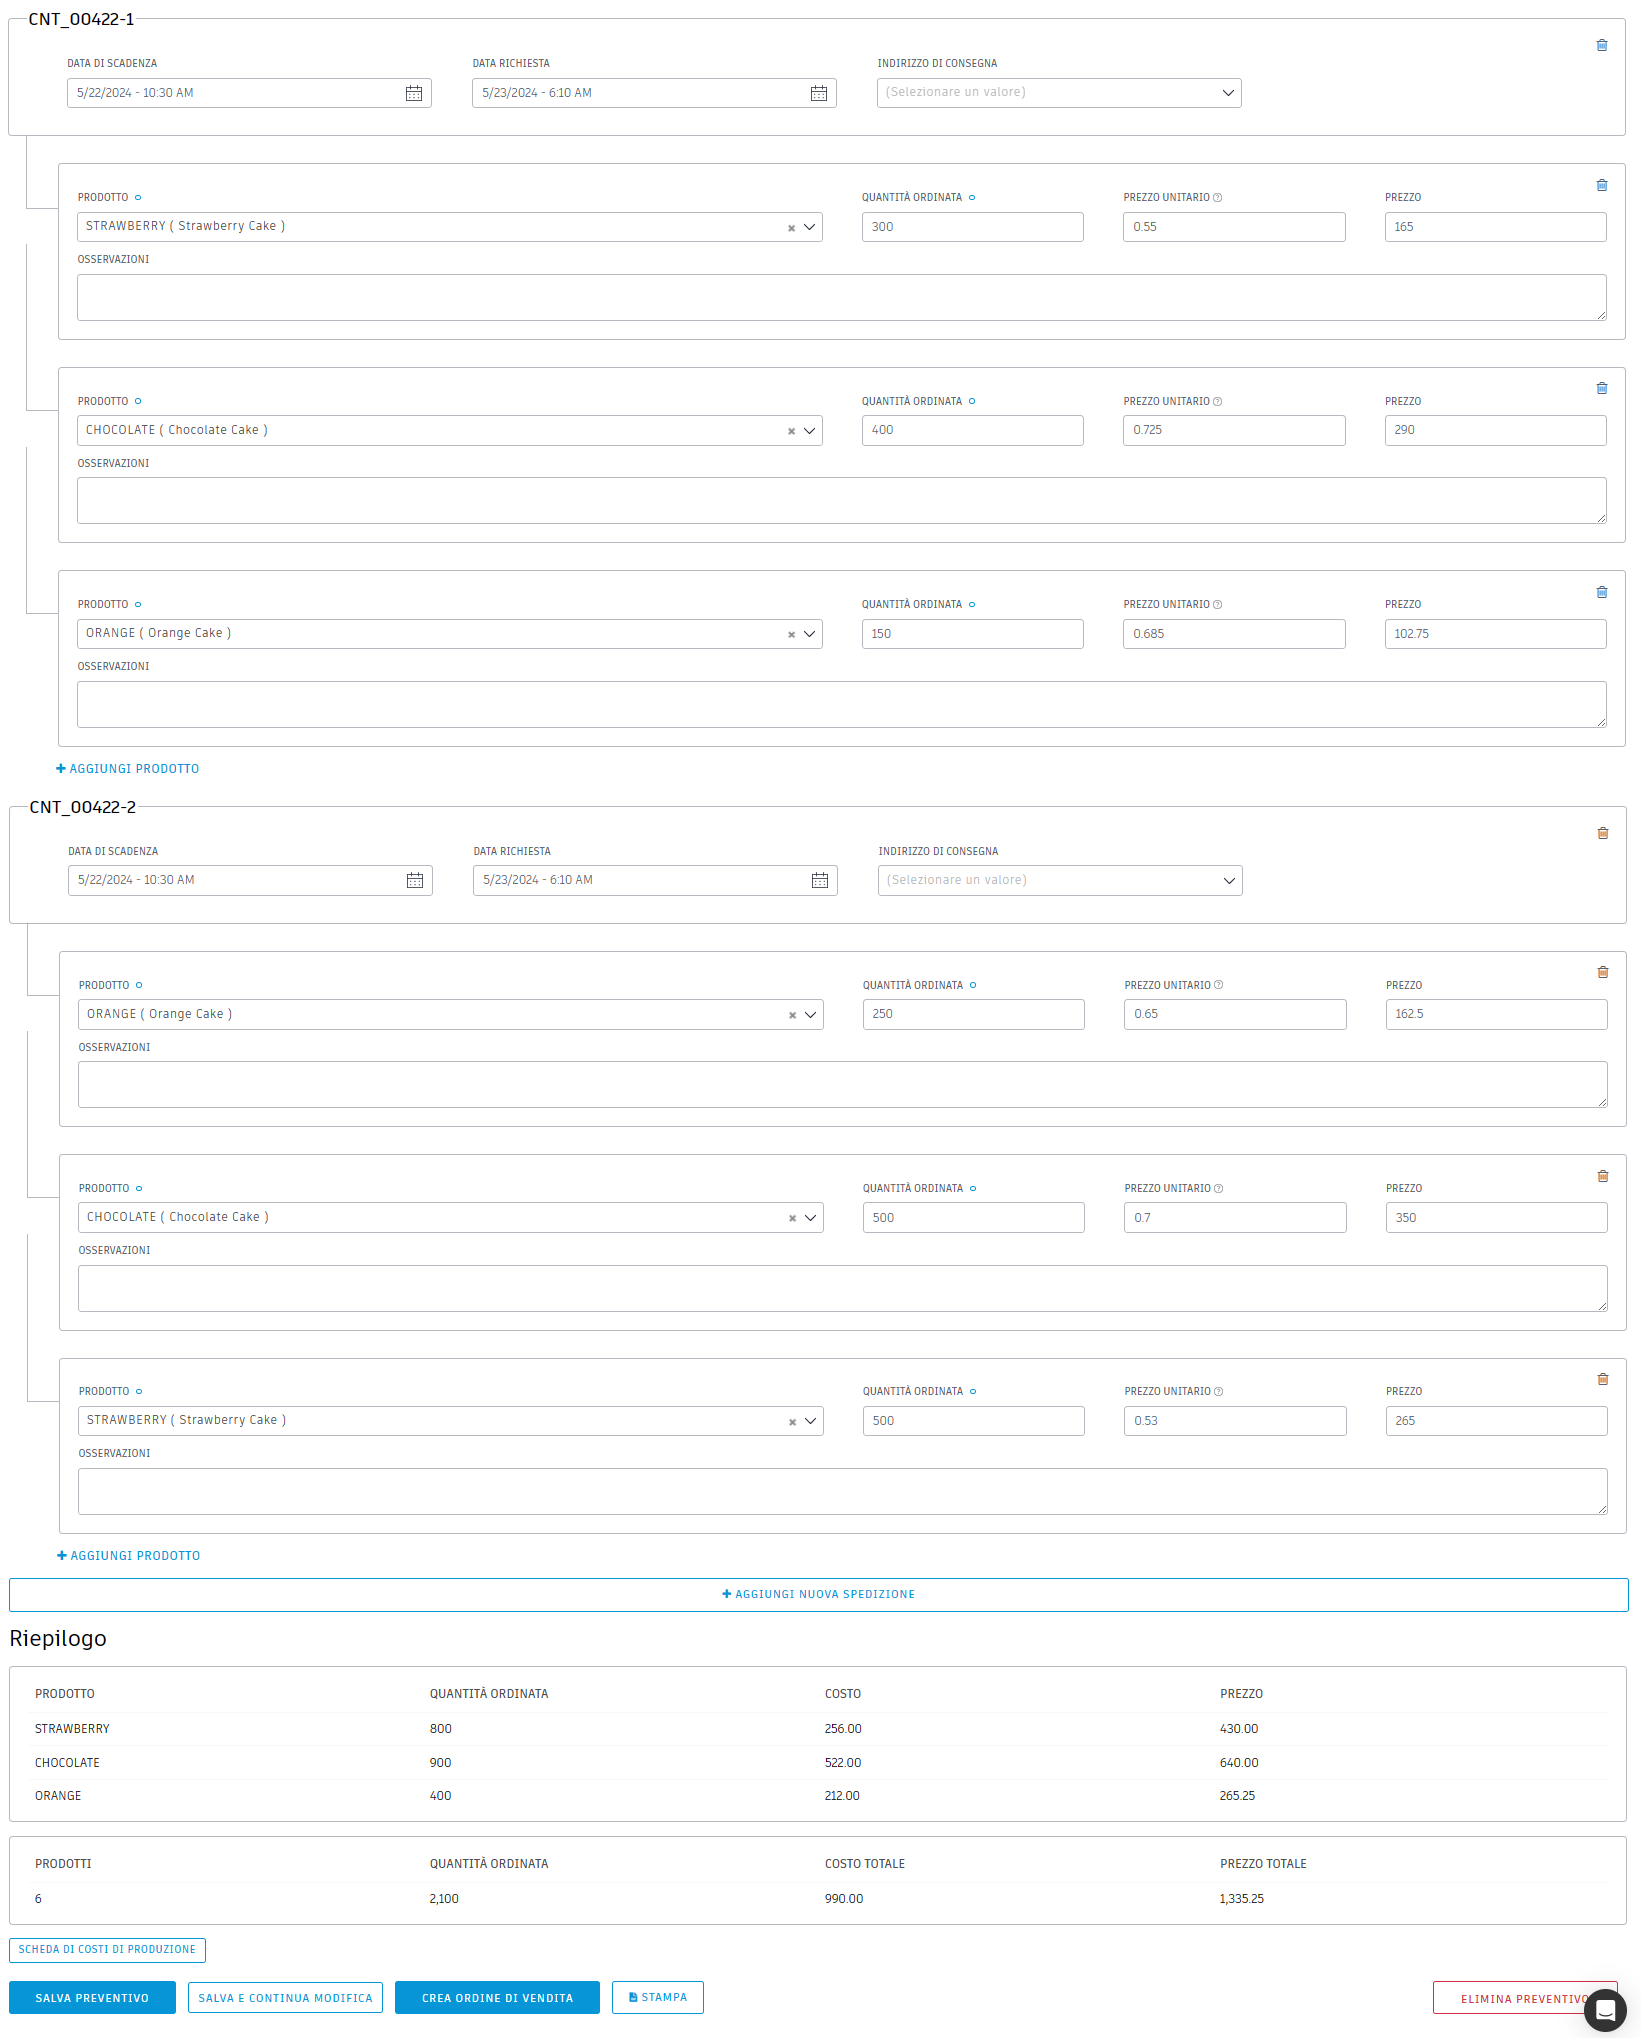 CNT_00422-1
DATA DI SCADENZA DATA RICHIESTA INDIRIZZO DI CONSEGNA
5/22/2024 - 10:30 AM 5/23/2024 - 6:10 AM (Selezionare un valore)
PRODOTTO QUANTITÀ ORDINATA PREZZO UNITARIO PREZZO
STRAWBERRY ( Strawberry Cake ) 300 0.55 165
OSSERVAZIONI
PRODOTTO QUANTITÀ ORDINATA PREZZO UNITARIO PREZZO
CHOCOLATE ( Chocolate Cake ) 400 0.725 290
OSSERVAZIONI
PRODOTTO QUANTITÀ ORDINATA PREZZO UNITARIO PREZZO
ORANGE ( Orange Cake ) 150 0.685 102.75
OSSERVAZIONI
+ AGGIUNGI PRODOTTO
CNT_00422-2
DATA DI SCADENZA DATA RICHIESTA INDIRIZZO DI CONSEGNA
5/22/2024 - 10:30 AM 5/23/2024 - 6:10 AM (Selezionare un valore)
PRODOTTO QUANTITÀ ORDINATA PREZZO UNITARIO PREZZO
ORANGE ( Orange Cake ) 250 0.65 162.5
OSSERVAZIONI
PRODOTTO QUANTITÀ ORDINATA PREZZO UNITARIO PREZZO
CHOCOLATE ( Chocolate Cake ) 500 0.7 350
OSSERVAZIONI
PRODOTTO QUANTITÀ ORDINATA PREZZO UNITARIO PREZZO
STRAWBERRY ( Strawberry Cake ) 500 0.53 265
OSSERVAZIONI
+ AGGIUNGI PRODOTTO
+ AGGIUNGI NUOVA SPEDIZIONE
Riepilogo
PRODOTTO QUANTITÀ ORDINATA COSTO PREZZO
STRAWBERRY 800 256.00 430.00
CHOCOLATE 900 522.00 640.00
ORANGE 400 212.00 265.25
PRODOTTI QUANTITÀ ORDINATA COSTO TOTALE PREZZO TOTALE
6 2,100 990.00 1,335.25
SCHEDA DI COSTI DI PRODUZIONE
SALVA PREVENTIVO SALVA E CONTINUA MODIFICA CREA ORDINE DI VENDITA STAMPA ELIMINA PREVENTIVO